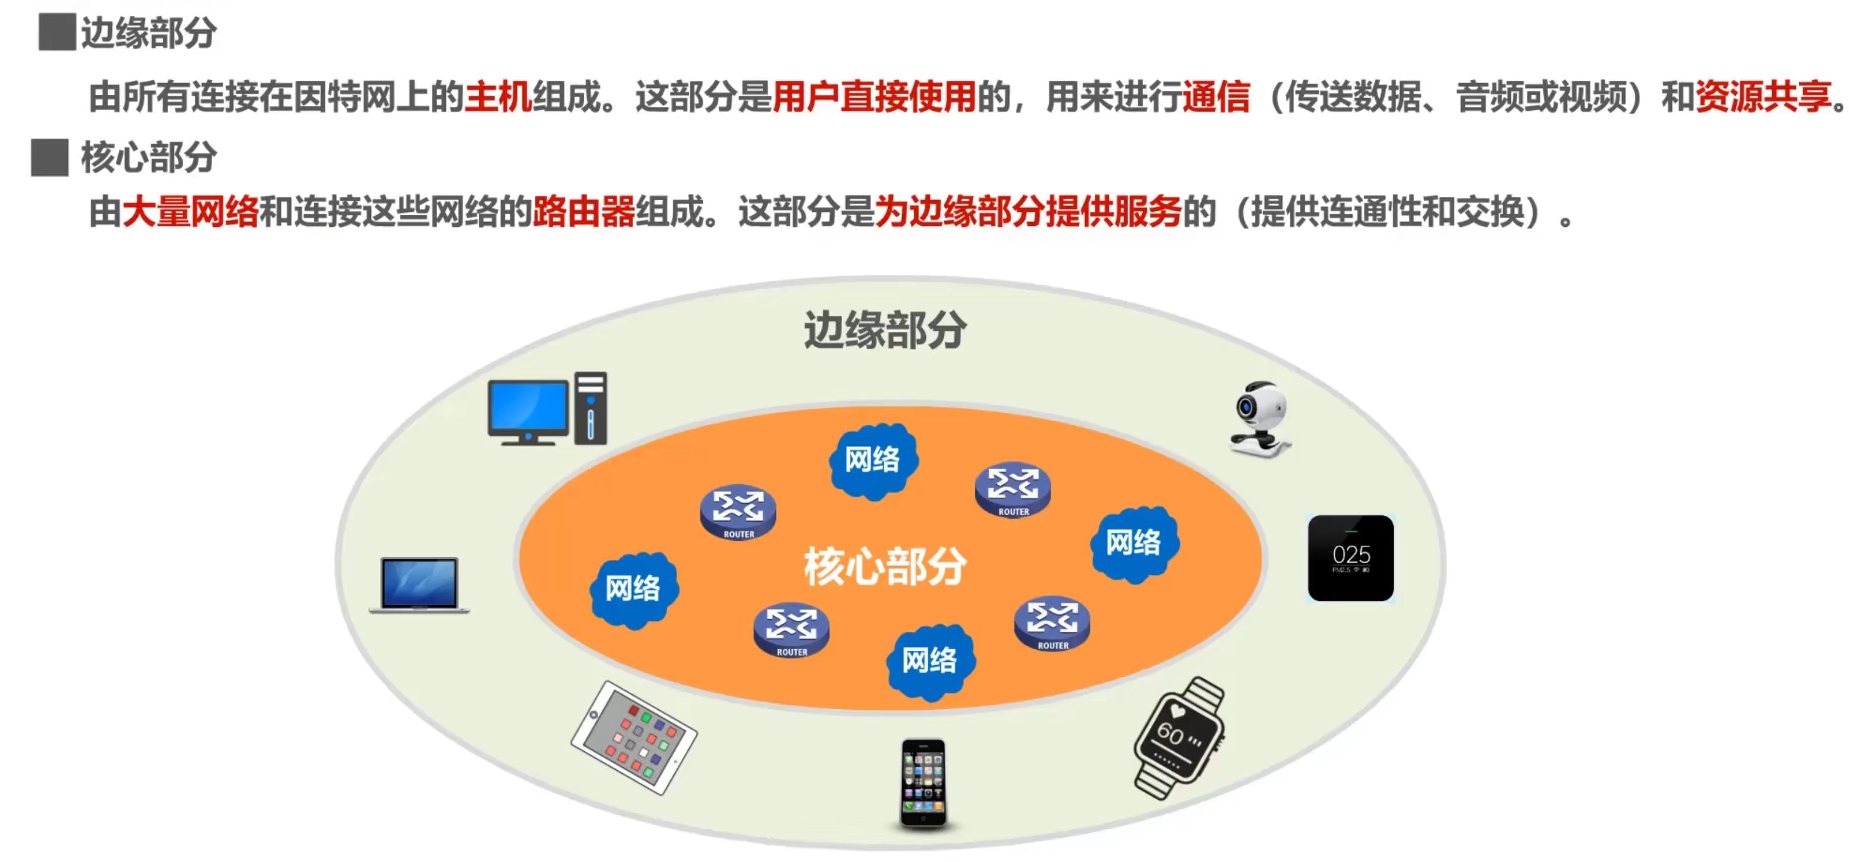 边缘部分
由所有连接在因特网上的主机组成。这部分是用户直接使用的，用来进行通信（传送数据、音频或视频）和资源共享。
核心部分
由大量网络和连接这些网络的路由器组成。这部分是为边缘部分提供服务的（提供连通性和交换）。
边缘部分
网络
ROUTER
ROUTER
网络
核心部分
网络
025
PM2.5
ROUTER
ROUTER
网络
60